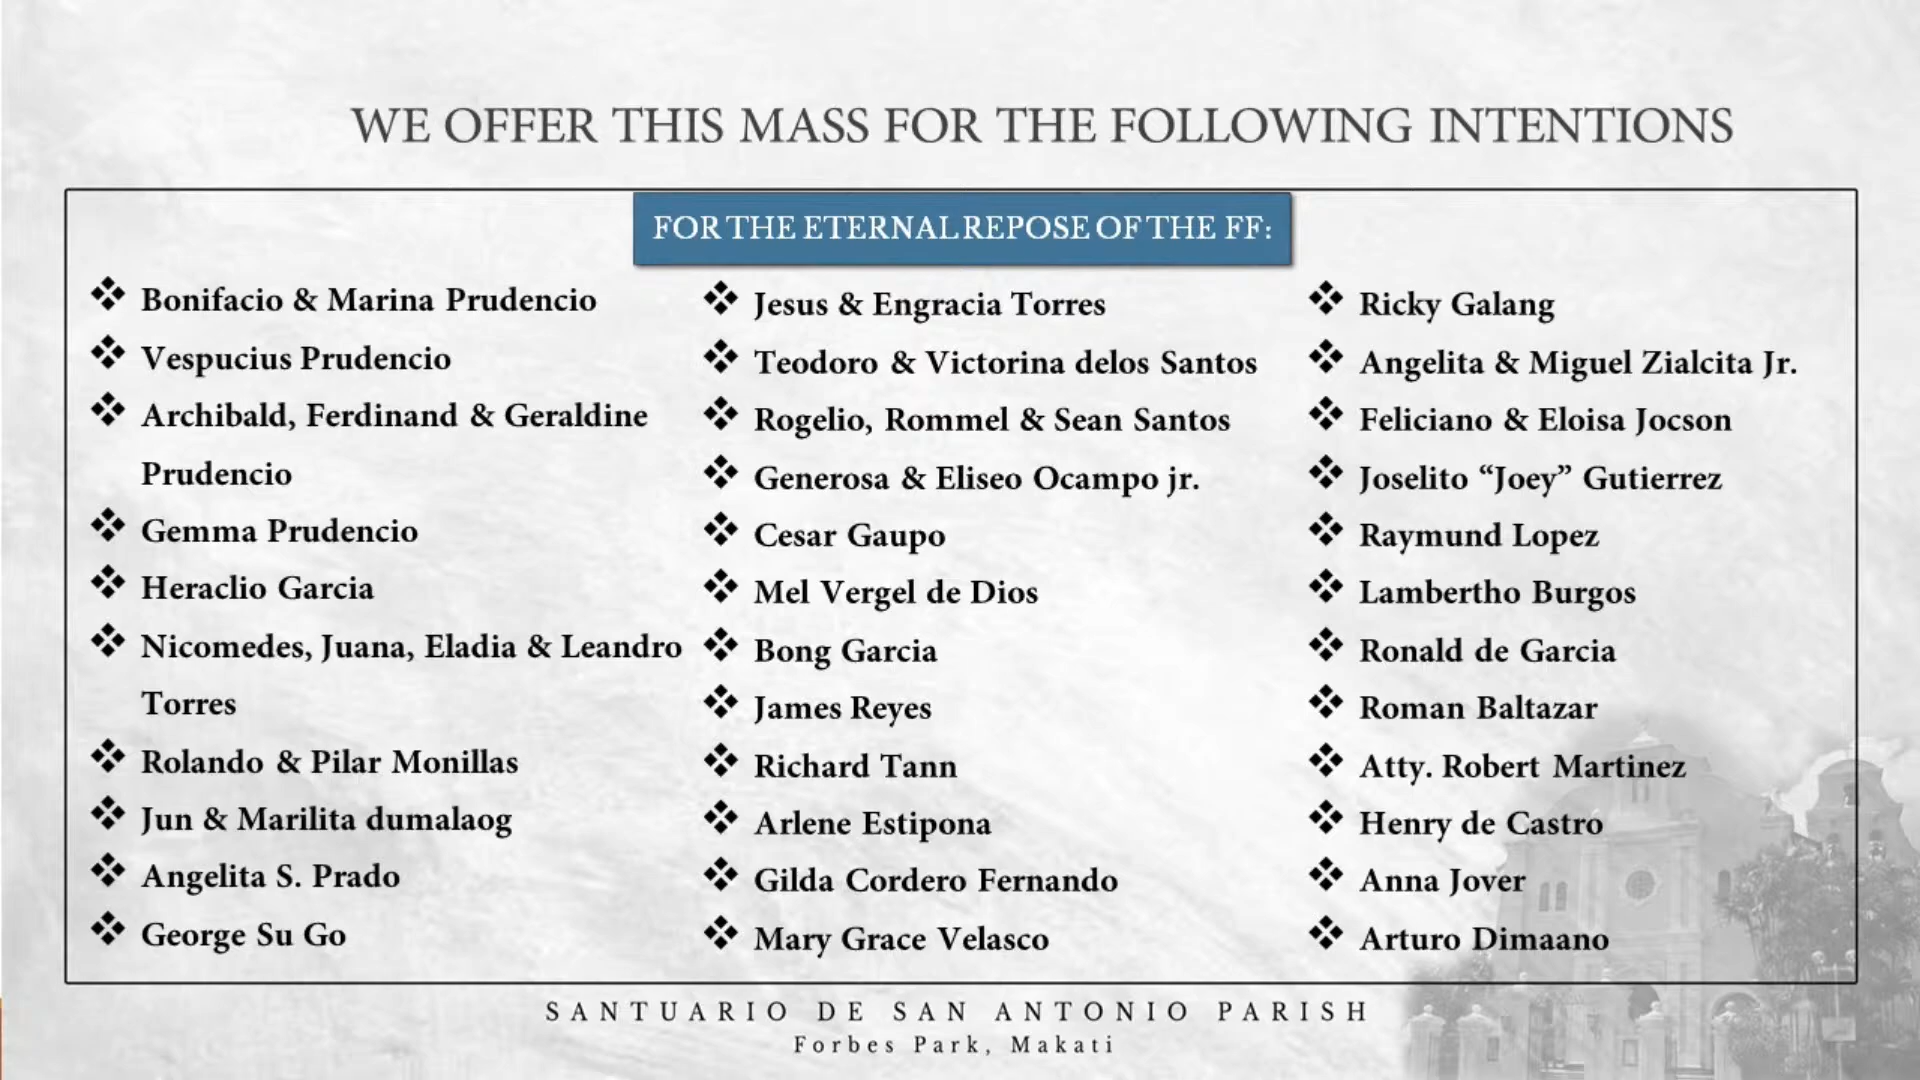 WE OFFER THIS MASS FOR THE FOLLOWING INTENTIONS
FOR THE ETERNAL REPOSE OF THE FF:
Bonifacio & Marina Prudencio
Vespucius Prudencio
Archibald, Ferdinand & Geraldine
Prudencio
Gemma Prudencio
Heraclio Garcia
Nicomedes, Juana, Eladia & Leandro
Torres
Rolando & Pilar Monillas
Jun & Marilita dumalaog
Angelita S. Prado
George Su Go
Jesus & Engracia Torres
Teodoro & Victorina delos Santos
Rogelio, Rommel & Sean Santos
Generosa & Eliseo Ocampo jr.
Cesar Gaupo
Mel Vergel de Dios
Bong Garcia
James Reyes
Richard Tann
Arlene Estipona
Gilda Cordero Fernando
Mary Grace Velasco
Ricky Galang
Angelita & Miguel Zialcita Jr.
Feliciano & Eloisa Jocson
Joselito “Joey” Gutierrez
Raymund Lopez
Lambertho Burgos
Ronald de Garcia
Roman Baltazar
Atty. Robert Martinez
Henry de Castro
Anna Jover
Arturo Dimaano
SANTUARIO DE SAN ANTONIO PARISH
Forbes Park, Makati